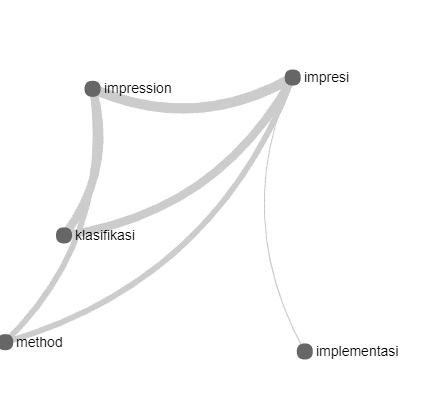 impresi
impression
klasifikasi
method
implementasi